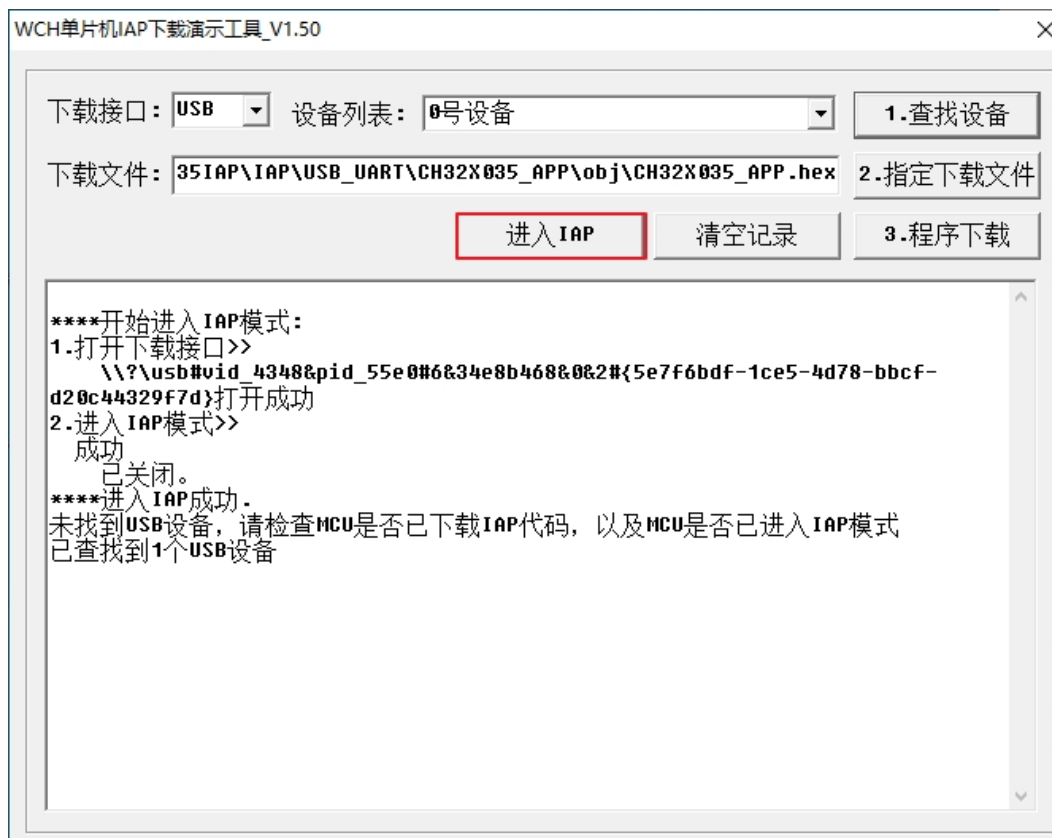 WCH单片机IAP下载演示工具_V1.50
下载接口: USB 设备列表: 0号设备 1.查找设备
下载文件: 35IAP\IAP\USB_UART\CH32X035_APP\obj\CH32X035_APP.hex 2.指定下载文件
进入IAP 清空记录 3.程序下载
****开始进入IAP模式:
1.打开下载接口>>
\\?\usb#vid_4348&pid_55e0#6&34e8b468&0&2#{5e7f6bdf-1ce5-4d78-bbcf-
d20c44329f7d}打开成功
2.进入IAP模式>>
成功
已关闭。
****进入IAP成功.
未找到USB设备，请检查MCU是否已下载IAP代码，以及MCU是否已进入IAP模式
已查找到1个USB设备